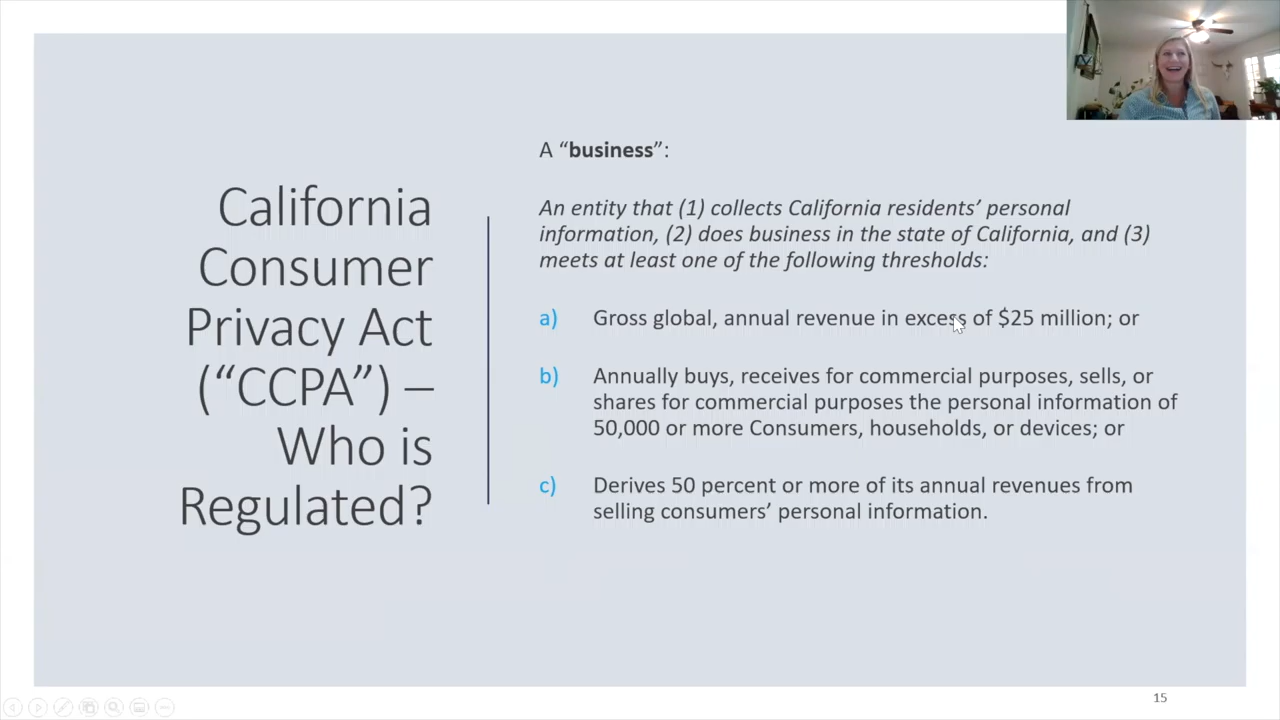 California
Consumer
Privacy Act
(“CCPA”) –
Who is
Regulated?
A “business”:
An entity that (1) collects California residents’ personal
information, (2) does business in the state of California, and (3)
meets at least one of the following thresholds:
a) Gross global, annual revenue in excess of $25 million; or
b) Annually buys, receives for commercial purposes, sells, or
shares for commercial purposes the personal information of
50,000 or more Consumers, households, or devices; or
c) Derives 50 percent or more of its annual revenues from
selling consumers’ personal information.
15